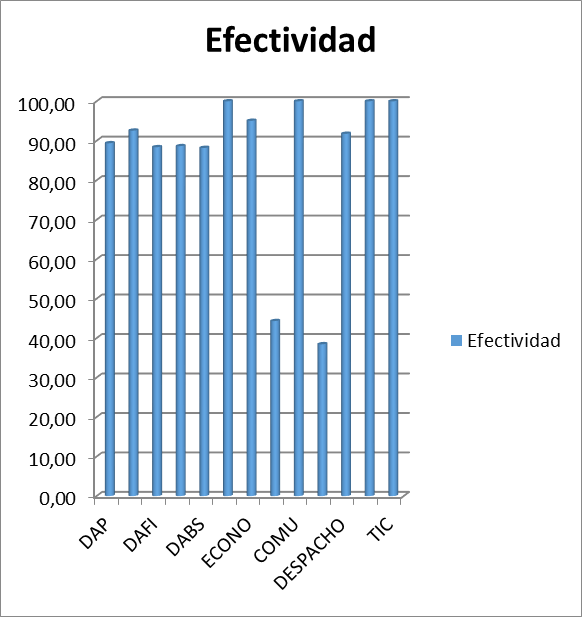 Efectividad
100,00
90,00
80,00
70,00
60,00
50,00
40,00
30,00
20,00
10,00
0,00
DAP
DAFI
DABS
ECONO
COMU
DESPACHO
TIC
Efectividad